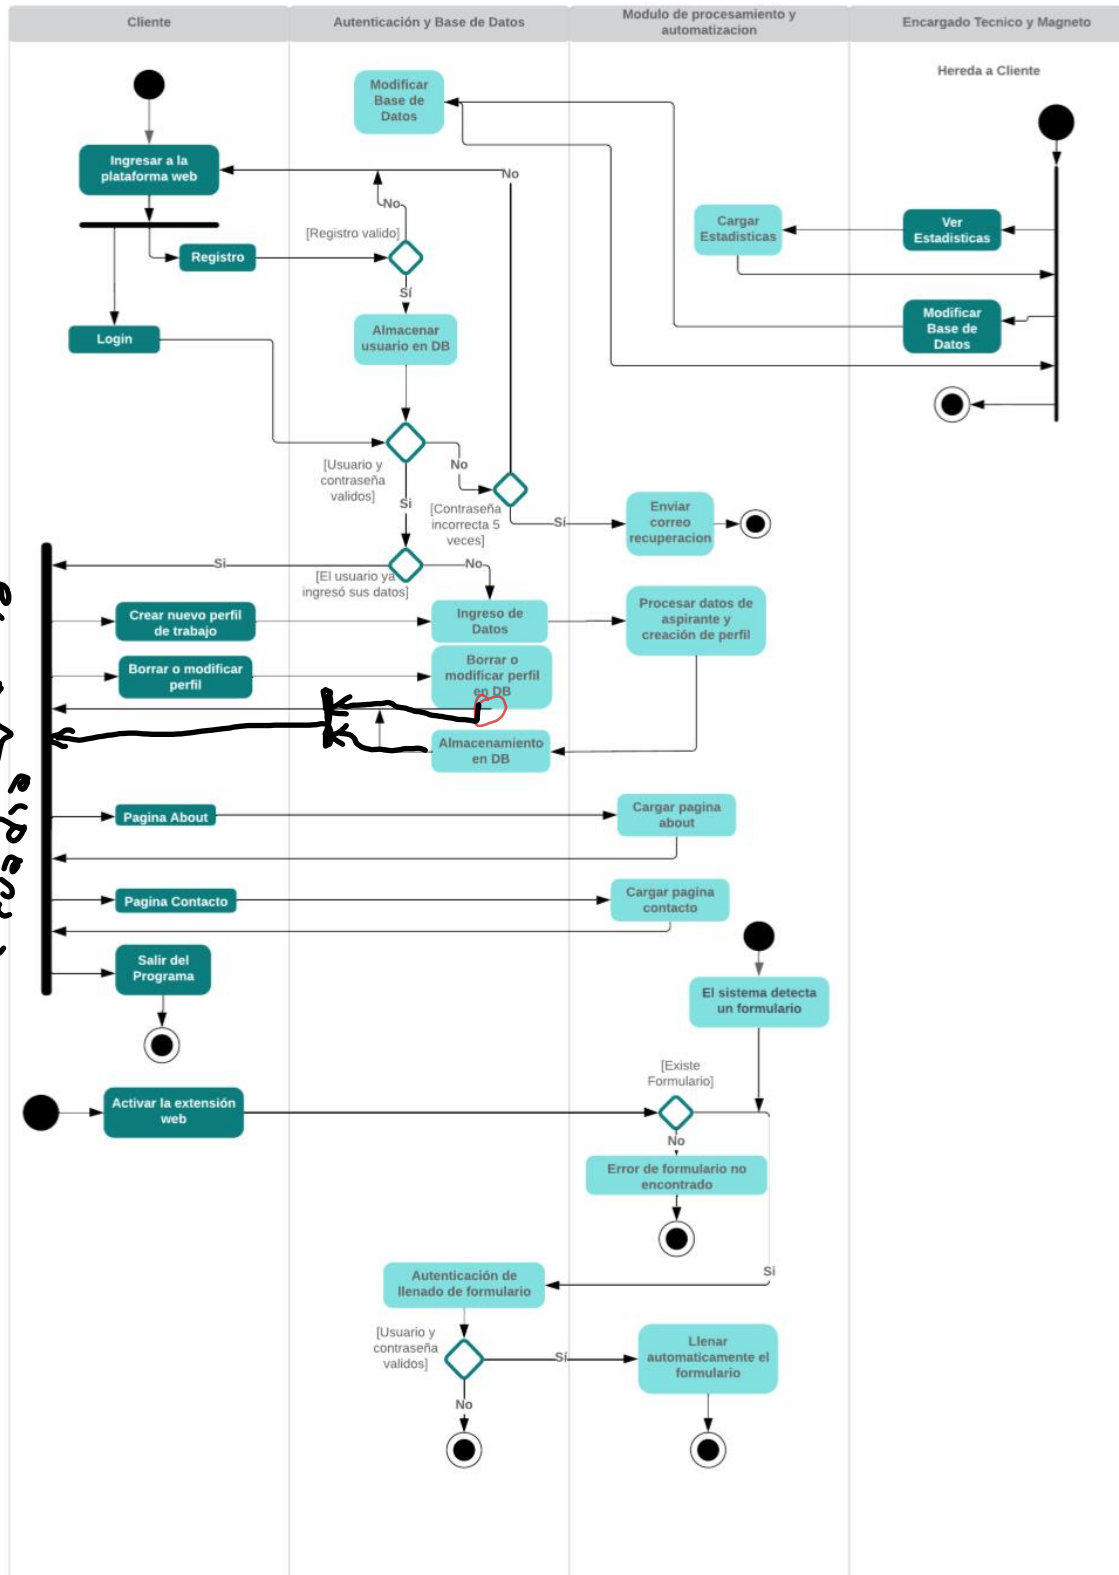 Cliente
Autenticación y Base de Datos
Modulo de procesamiento y
automatizacion
Encargado Tecnico y Magneto
Hereda a Cliente
Modificar
Base de
Datos
Ingresar a la
plataforma web
No
No
[Registro valido]
Registro
Cargar
Estadisticas
Ver
Estadisticas
Sí
Login
Almacenar
usuario en DB
Modificar
Base de
Datos
[Usuario y
contraseña
validos]
No
Si
[Contraseña
incorrecta 5
veces]
Sí
Enviar
correo
recuperacion
Si
No
[El usuario ya
ingresó sus datos]
Crear nuevo perfil
de trabajo
Ingreso de
Datos
Procesar datos de
aspirante y
creación de perfil
Borrar o modificar
perfil
Borrar o
modificar perfil
en DB
Almacenamiento
en DB
Pagina About
Cargar pagina
about
Pagina Contacto
Cargar pagina
contacto
Salir del
Programa
El sistema detecta
un formulario
[Existe
Formulario]
Activar la extensión
web
No
Error de formulario no
encontrado
Si
Autenticación de
llenado de formulario
[Usuario y
contraseña
validos]
Sí
Llenar
automaticamente el
formulario
No